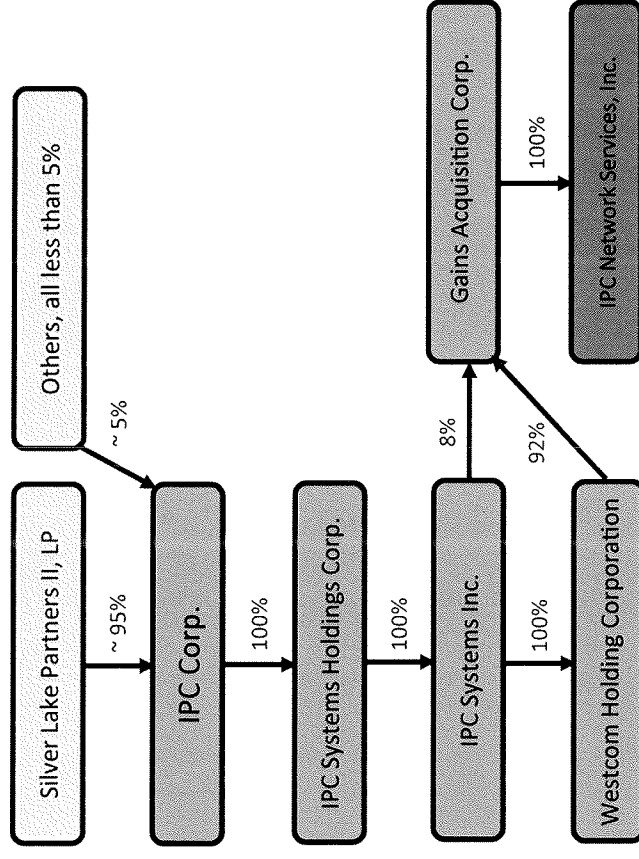 Silver Lake Partners II, LP
Others, all less than 5%
~ 95%
~ 5%
IPC Corp.
100%
IPC Systems Holdings Corp.
100%
IPC Systems Inc.
8%
Gains Acquisition Corp.
100%
92%
100%
Westcom Holding Corporation
IPC Network Services, Inc.